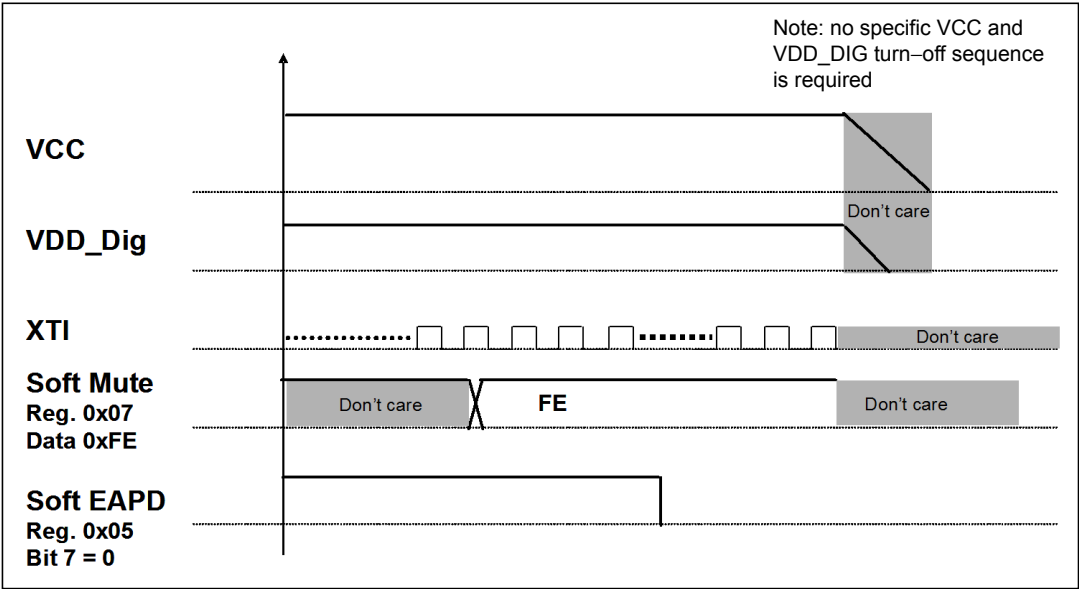 Note: no specific VCC and
VDD_DIG turn–off sequence
is required
VCC
Don't care
VDD_Dig
XTI
Don't care
Soft Mute
Reg. 0x07
Data 0xFE
Don't care
FE
Don't care
Soft EAPD
Reg. 0x05
Bit 7 = 0